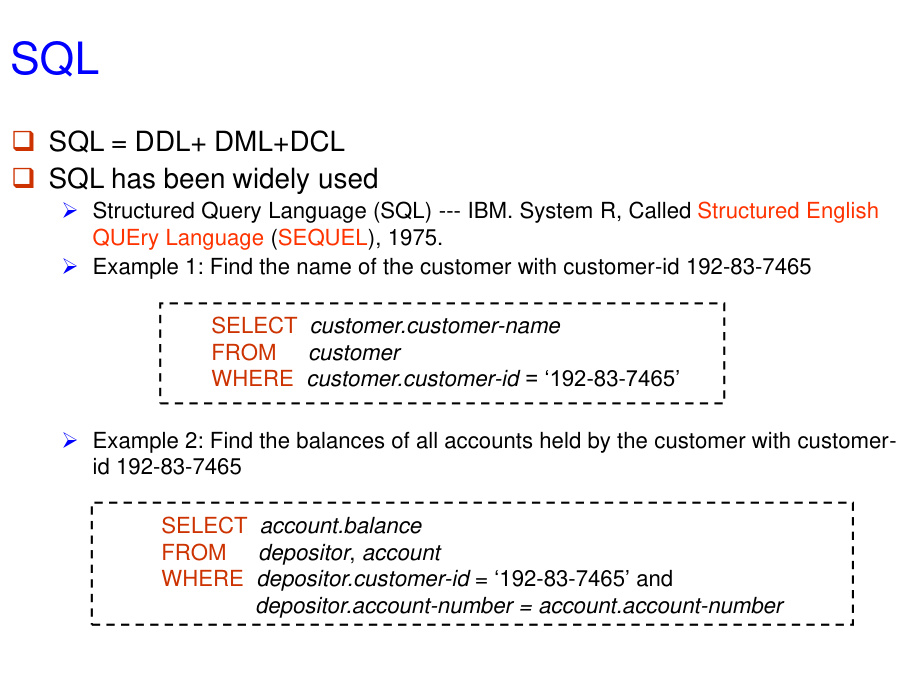 SQL
SQL = DDL+ DML+DCL
SQL has been widely used
Structured Query Language (SQL) --- IBM. System R, Called Structured English
QUEry Language (SEQUEL), 1975.
Example 1: Find the name of the customer with customer-id 192-83-7465
SELECT customer.customer-name
FROM customer
WHERE customer.customer-id = ‘192-83-7465’
Example 2: Find the balances of all accounts held by the customer with customer-
id 192-83-7465
SELECT account.balance
FROM depositor, account
WHERE depositor.customer-id = ‘192-83-7465’ and
depositor.account-number = account.account-number